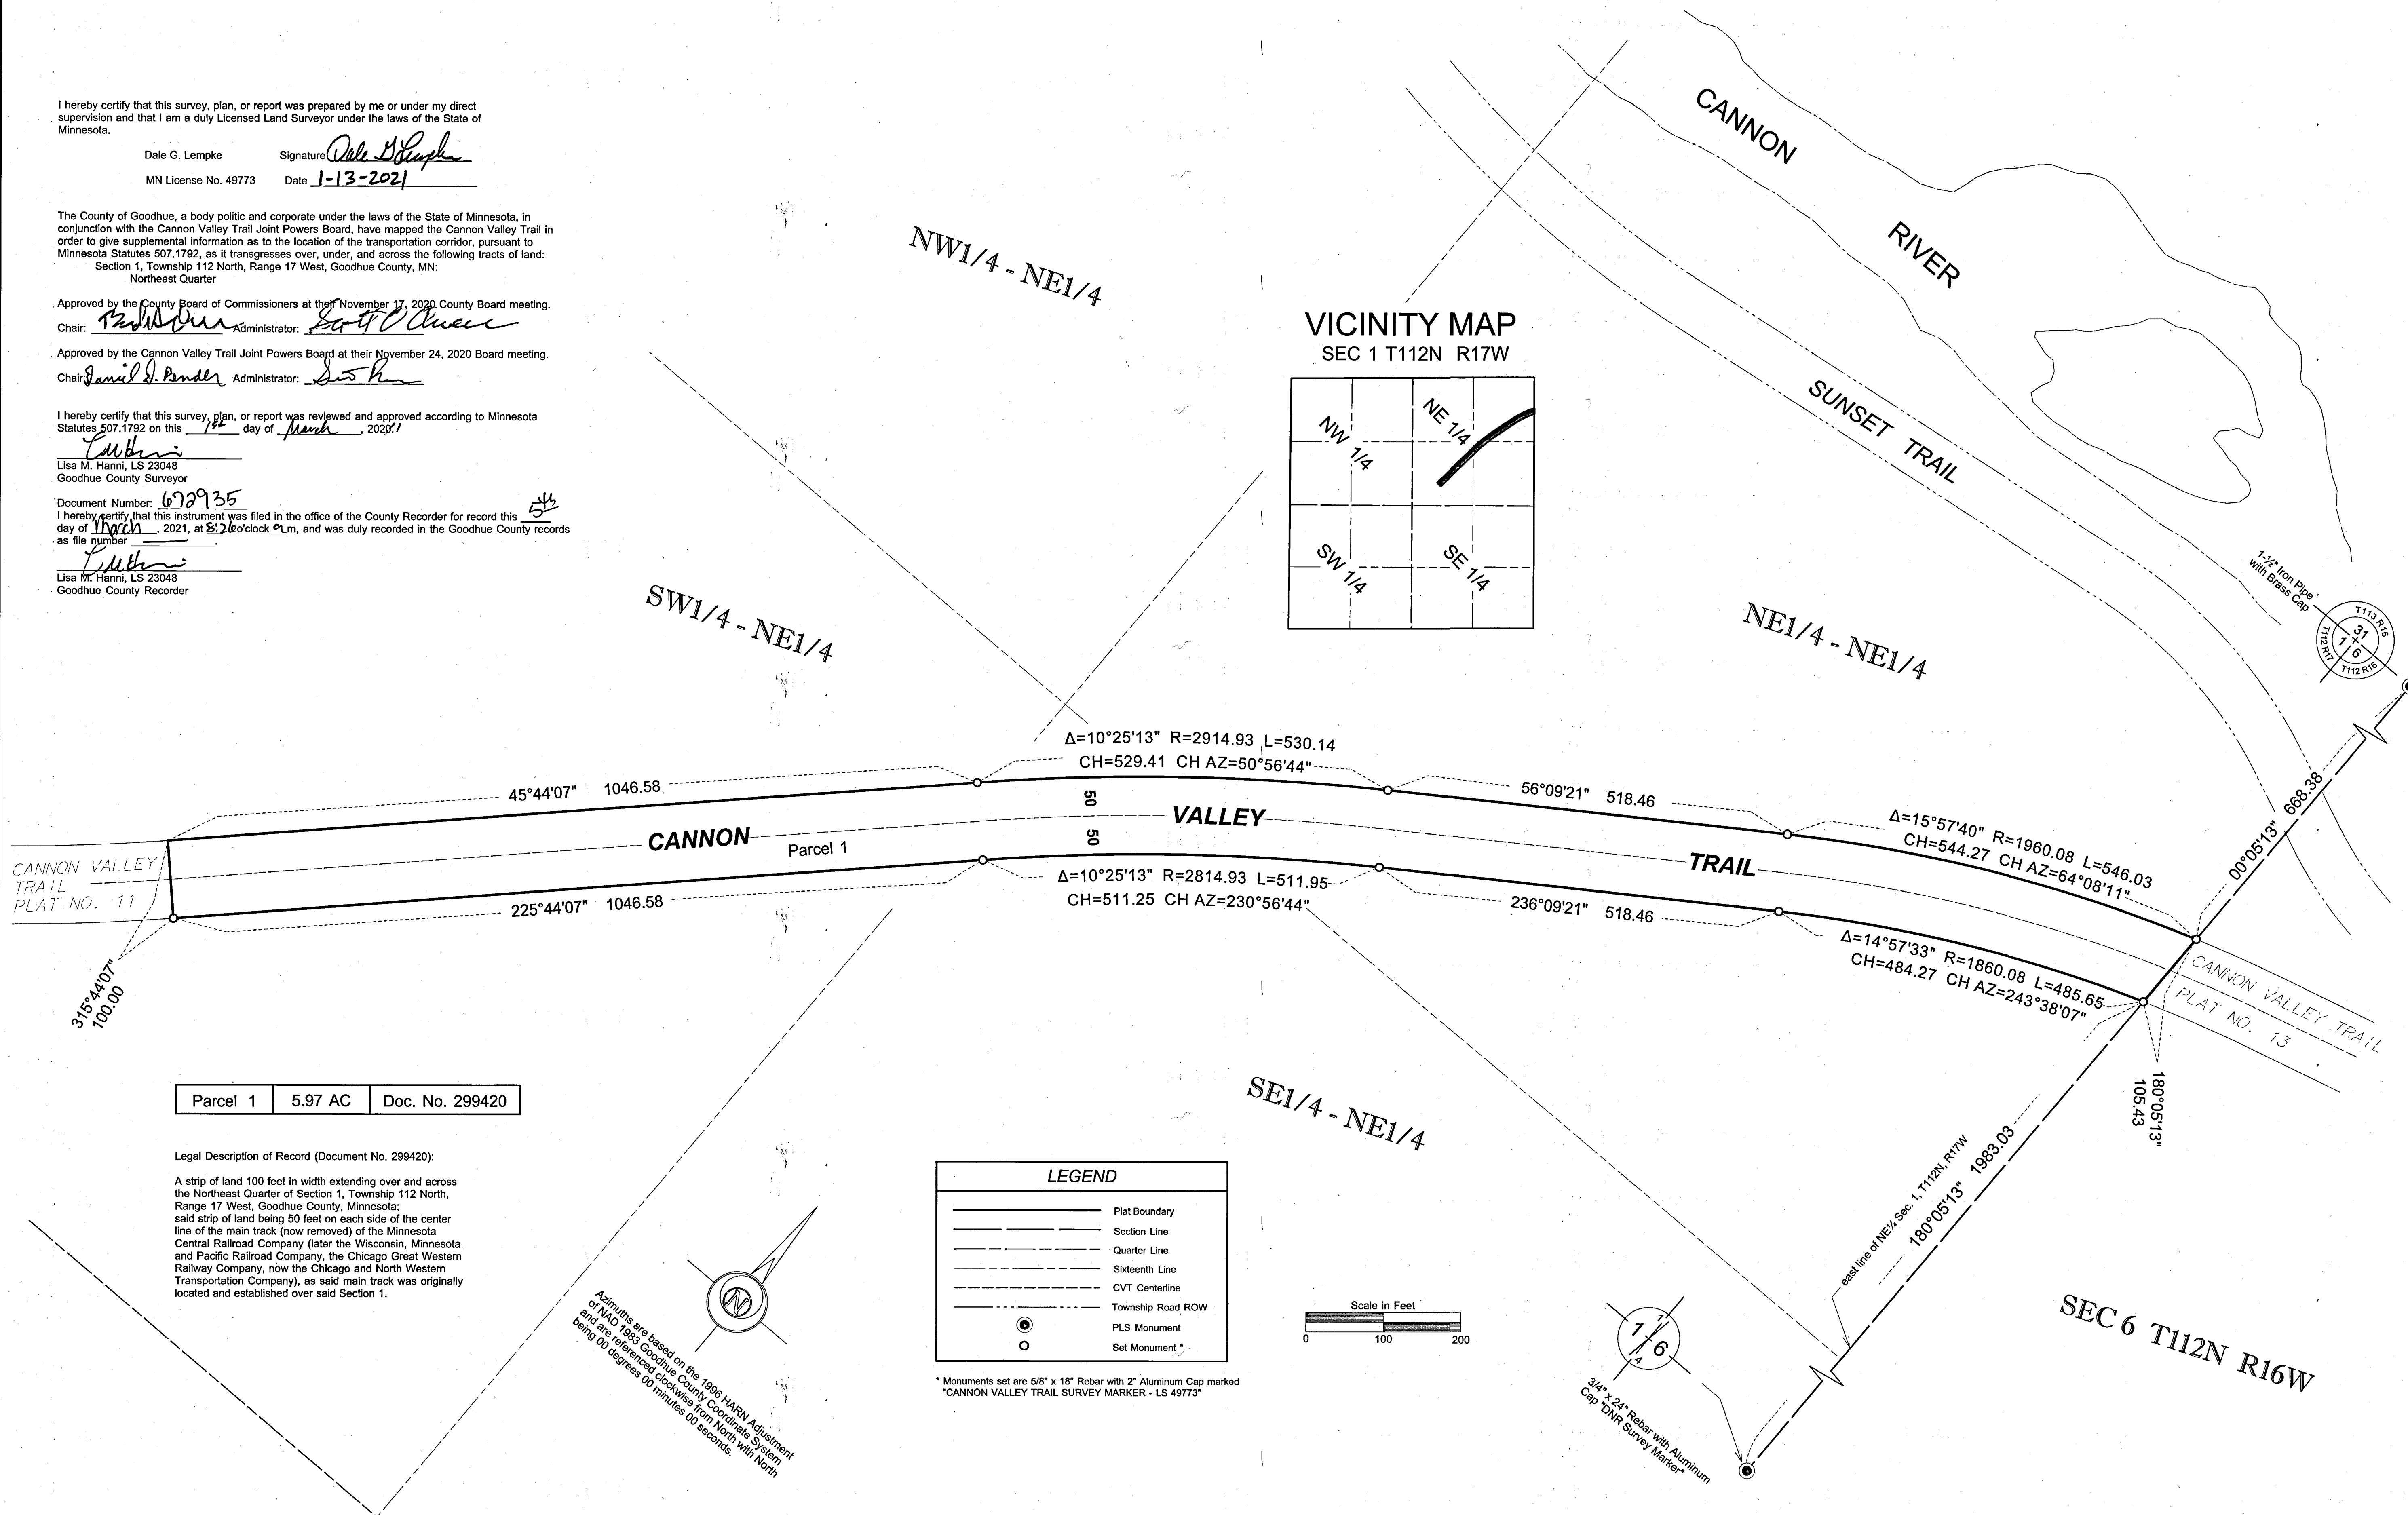 I hereby certify that this survey, plan, or report was prepared by me or under my direct
supervision and that I am a duly Licensed Land Surveyor under the laws of the State of
Minnesota.
Dale G. Lempke Signature Dale G Lempke
MN License No. 49773 Date 1-13-2021
The County of Goodhue, a body politic and corporate under the laws of the State of Minnesota, in
conjunction with the Cannon Valley Trail Joint Powers Board, have mapped the Cannon Valley Trail in
order to give supplemental information as to the location of the transportation corridor, pursuant to
Minnesota Statutes 507.1792, as it transgresses over, under, and across the following tracts of land:
Section 1, Township 112 North, Range 17 West, Goodhue County, MN:
Northeast Quarter
Approved by the County Board of Commissioners at their November 17, 2020 County Board meeting.
Chair: Administrator:
Approved by the Cannon Valley Trail Joint Powers Board at their November 24, 2020 Board meeting.
Chair: Administrator:
I hereby certify that this survey, plan, or report was reviewed and approved according to Minnesota
Statutes 507.1792 on this 1st day of March, 2021
Lisa M. Hanni, LS 23048
Goodhue County Surveyor
Document Number: 672935
I hereby certify that this instrument was filed in the office of the County Recorder for record this 5th
day of March, 2021, at 8:26 o'clock a.m, and was duly recorded in the Goodhue County records
as file number
Lisa M. Hanni, LS 23048
Goodhue County Recorder
NW1/4 - NE1/4
SW1/4 - NE1/4
VICINITY MAP
SEC 1 T112N R17W
NW 1/4
NE 1/4
SW 1/4
SE 1/4
CANNON
RIVER
SUNSET TRAIL
NE1/4 - NE1/4
1-½" Iron Pipe
with Brass Cap
T113 R16
T112 R17
T112 R16
31
1
6
Δ=10°25'13" R=2914.93 L=530.14
CH=529.41 CH AZ=50°56'44"
45°44'07" 1046.58
56°09'21" 518.46
Δ=15°57'40" R=1960.08 L=546.03
CH=544.27 CH AZ=64°08'11"
00°05'13" 668.38
50
50
CANNON
VALLEY
TRAIL
Parcel 1
CANNON VALLEY
TRAIL
PLAT NO. 11
225°44'07" 1046.58
Δ=10°25'13" R=2814.93 L=511.95
CH=511.25 CH AZ=230°56'44"
236°09'21" 518.46
Δ=14°57'33" R=1860.08 L=485.65
CH=484.27 CH AZ=243°38'07"
315°44'07"
100.00
CANNON VALLEY TRAIL
PLAT NO. 13
180°05'13"
105.43
Parcel 1 5.97 AC Doc. No. 299420
Legal Description of Record (Document No. 299420):
A strip of land 100 feet in width extending over and across
the Northeast Quarter of Section 1, Township 112 North,
Range 17 West, Goodhue County, Minnesota;
said strip of land being 50 feet on each side of the center
line of the main track (now removed) of the Minnesota
Central Railroad Company (later the Wisconsin, Minnesota
and Pacific Railroad Company, the Chicago Great Western
Railway Company, now the Chicago and North Western
Transportation Company), as said main track was originally
located and established over said Section 1.
N
Azimuths are based on the 1996 HARN Adjustment
of NAD 1983 Goodhue County Coordinate System
and are referenced clockwise from North with North
being 00 degrees 00 minutes 00 seconds.
LEGEND
Plat Boundary
Section Line
Quarter Line
Sixteenth Line
CVT Centerline
Township Road ROW
PLS Monument
Set Monument *
* Monuments set are 5/8" x 18" Rebar with 2" Aluminum Cap marked
"CANNON VALLEY TRAIL SURVEY MARKER - LS 49773"
SE1/4 - NE1/4
Scale in Feet
0 100 200
east line of NE¼ Sec. 1, T112N, R17W
180°05'13" 1983.03
1
1
6
4
3/4" x 24" Rebar with Aluminum
Cap "DNR Survey Marker"
SEC 6 T112N R16W